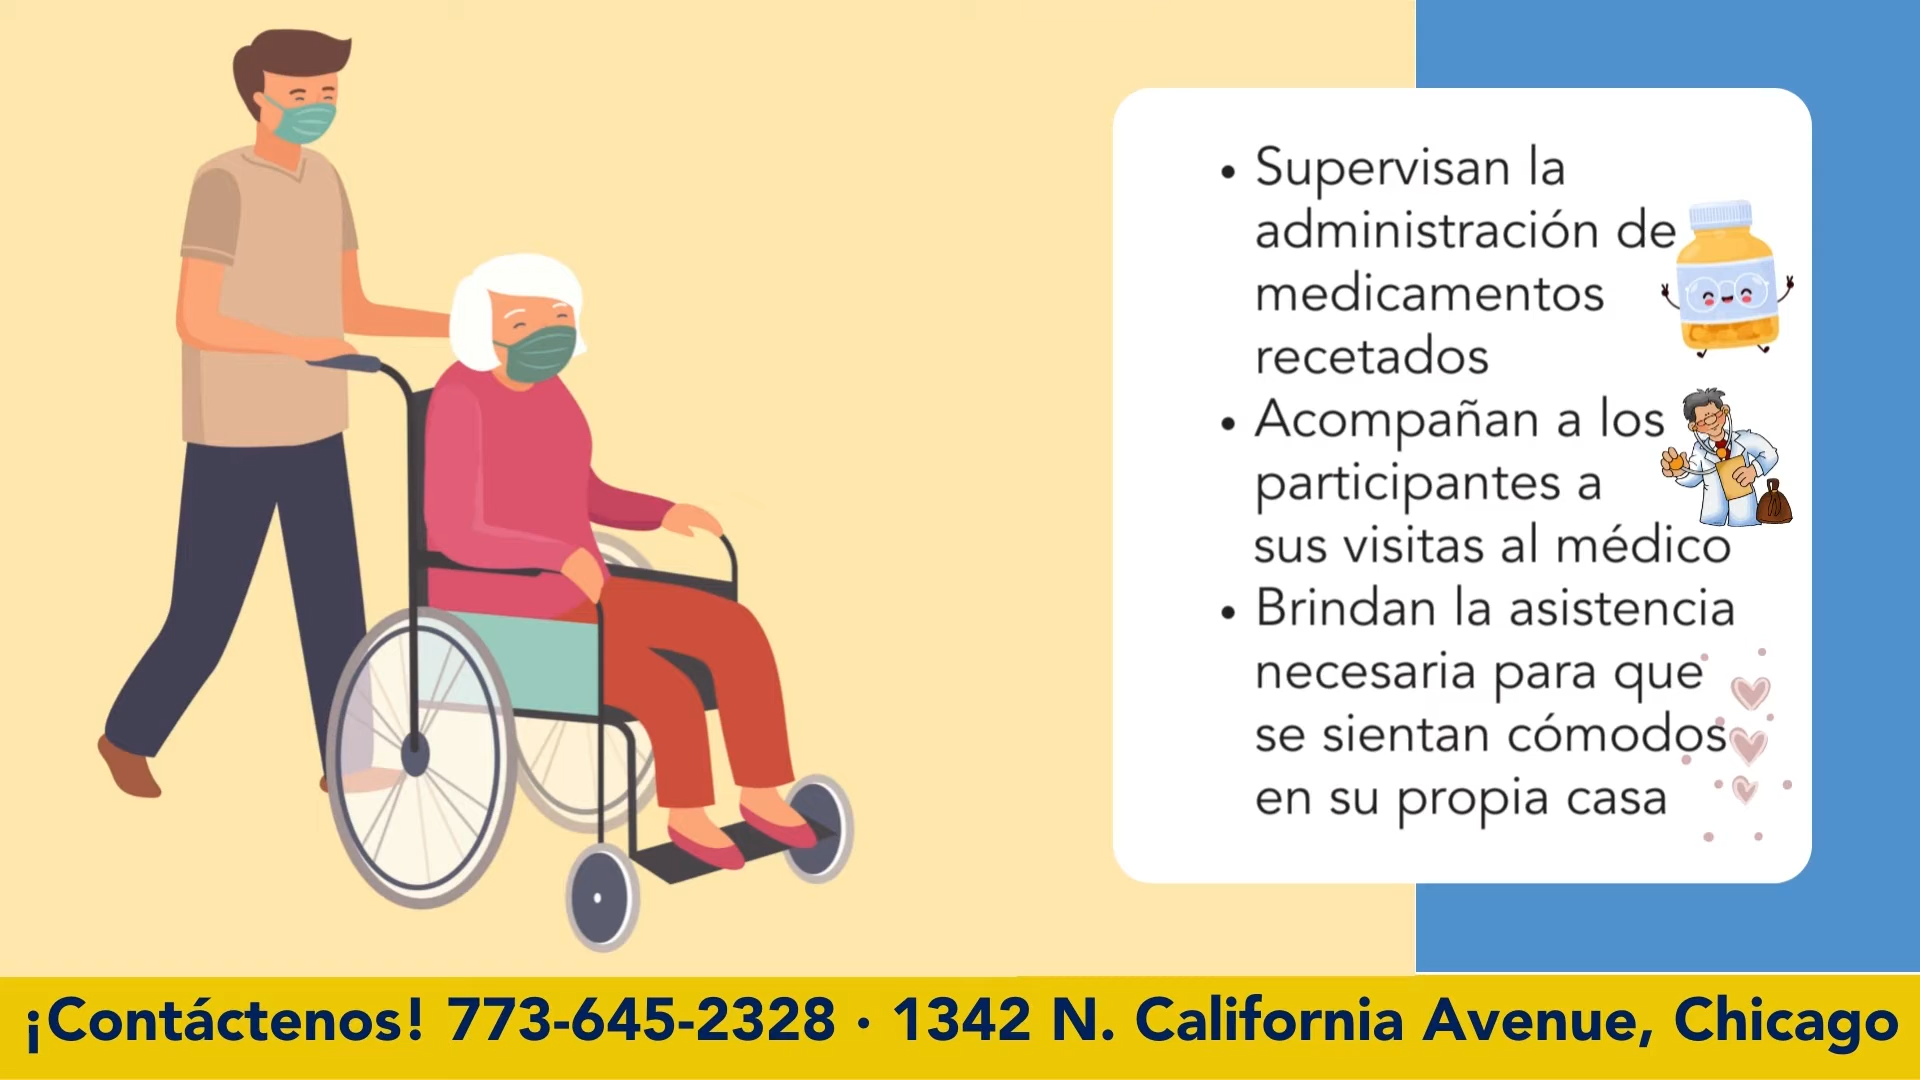 • Supervisan la
administración de
medicamentos
recetados
• Acompañan a los
participantes a
sus visitas al médico
• Brindan la asistencia
necesaria para que
se sientan cómodos
en su propia casa
¡Contáctenos! 773-645-2328 · 1342 N. California Avenue, Chicago